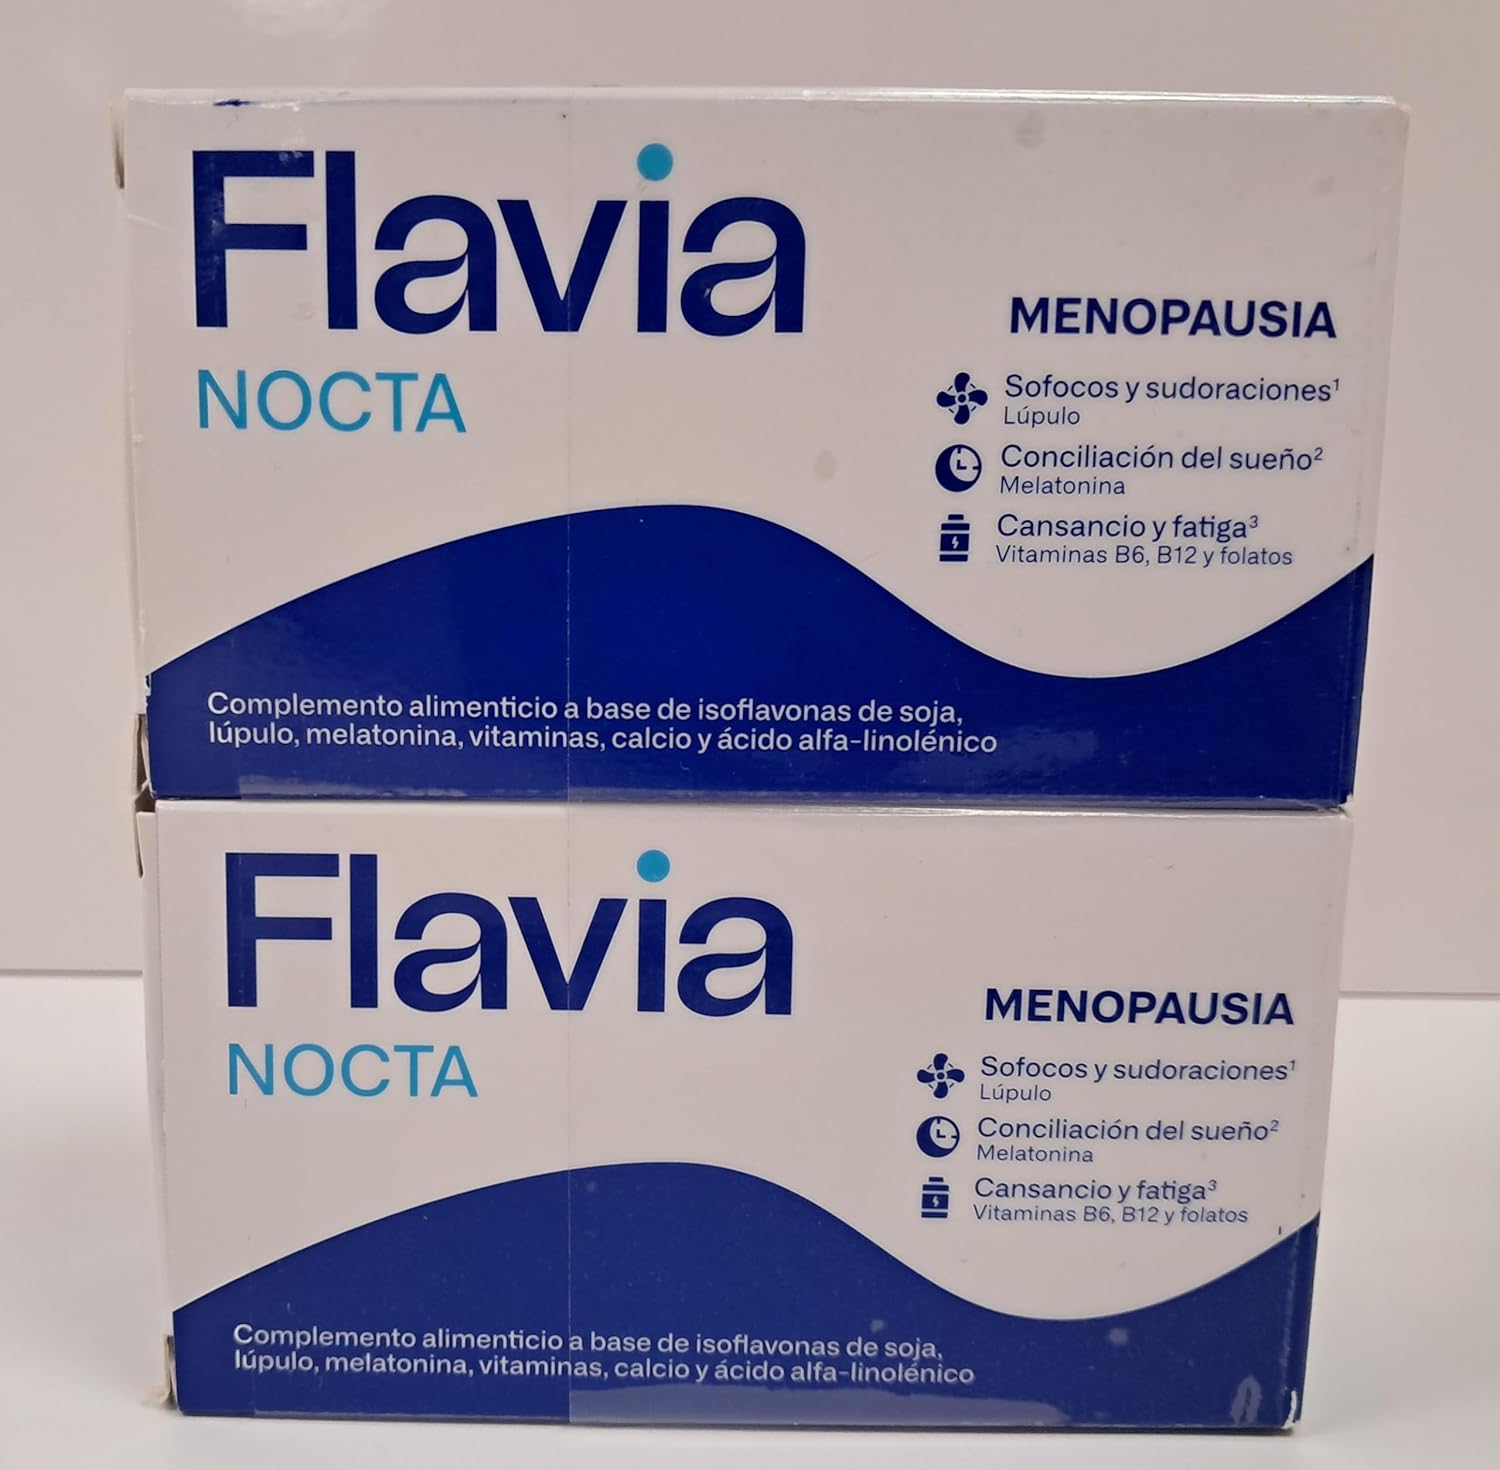 Flavia
NOCTA
MENOPAUSIA
Sofocos y sudoraciones¹
Lúpulo
Conciliación del sueño²
Melatonina
Cansancio y fatiga³
Vitaminas B6, B12 y folatos
Complemento alimenticio a base de isoflavonas de soja,
lúpulo, melatonina, vitaminas, calcio y ácido alfa-linolénico
Flavia
NOCTA
MENOPAUSIA
Sofocos y sudoraciones¹
Lúpulo
Conciliación del sueño²
Melatonina
Cansancio y fatiga³
Vitaminas B6, B12 y folatos
Complemento alimenticio a base de isoflavonas de soja,
lúpulo, melatonina, vitaminas, calcio y ácido alfa-linolénico